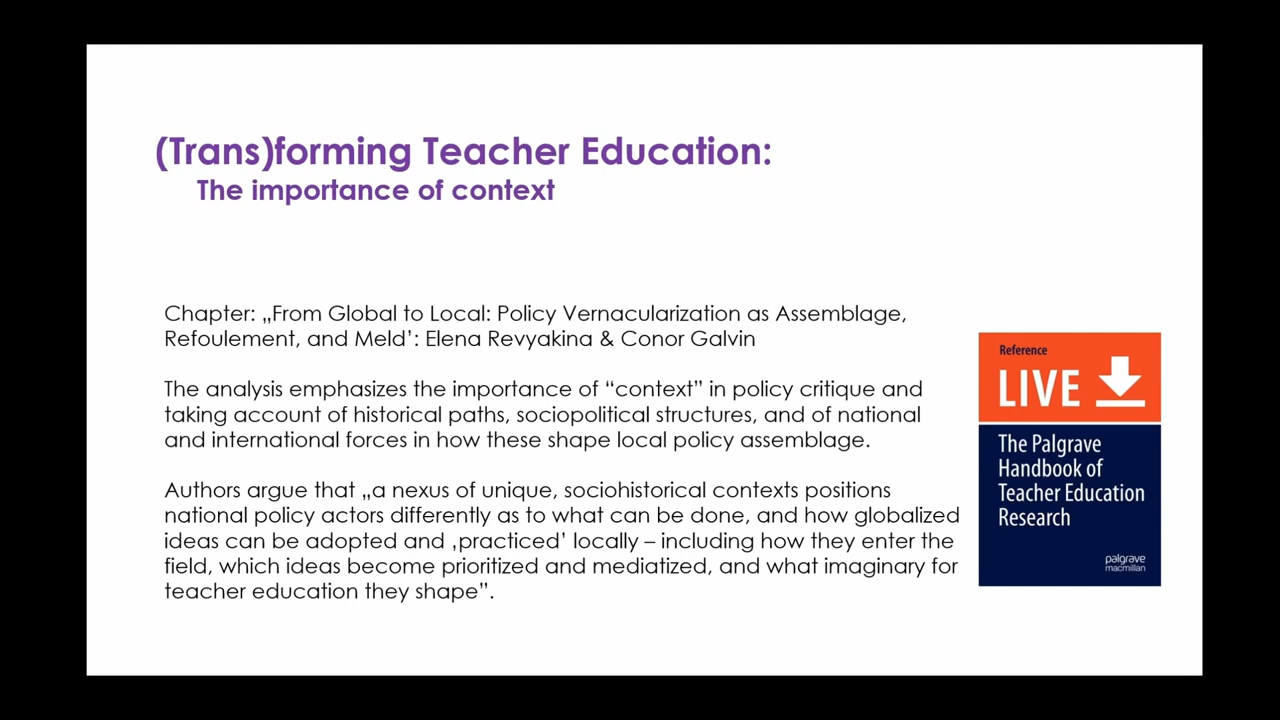 (Trans)forming Teacher Education:
The importance of context
Chapter: „From Global to Local: Policy Vernacularization as Assemblage,
Refoulement, and Meld’: Elena Revyakina & Conor Galvin
The analysis emphasizes the importance of “context” in policy critique and
taking account of historical paths, sociopolitical structures, and of national
and international forces in how these shape local policy assemblage.
Authors argue that „a nexus of unique, sociohistorical contexts positions
national policy actors differently as to what can be done, and how globalized
ideas can be adopted and ‚practiced’ locally – including how they enter the
field, which ideas become prioritized and mediatized, and what imaginary for
teacher education they shape”.
Reference
LIVE
The Palgrave
Handbook of
Teacher Education
Research
palgrave
macmillan